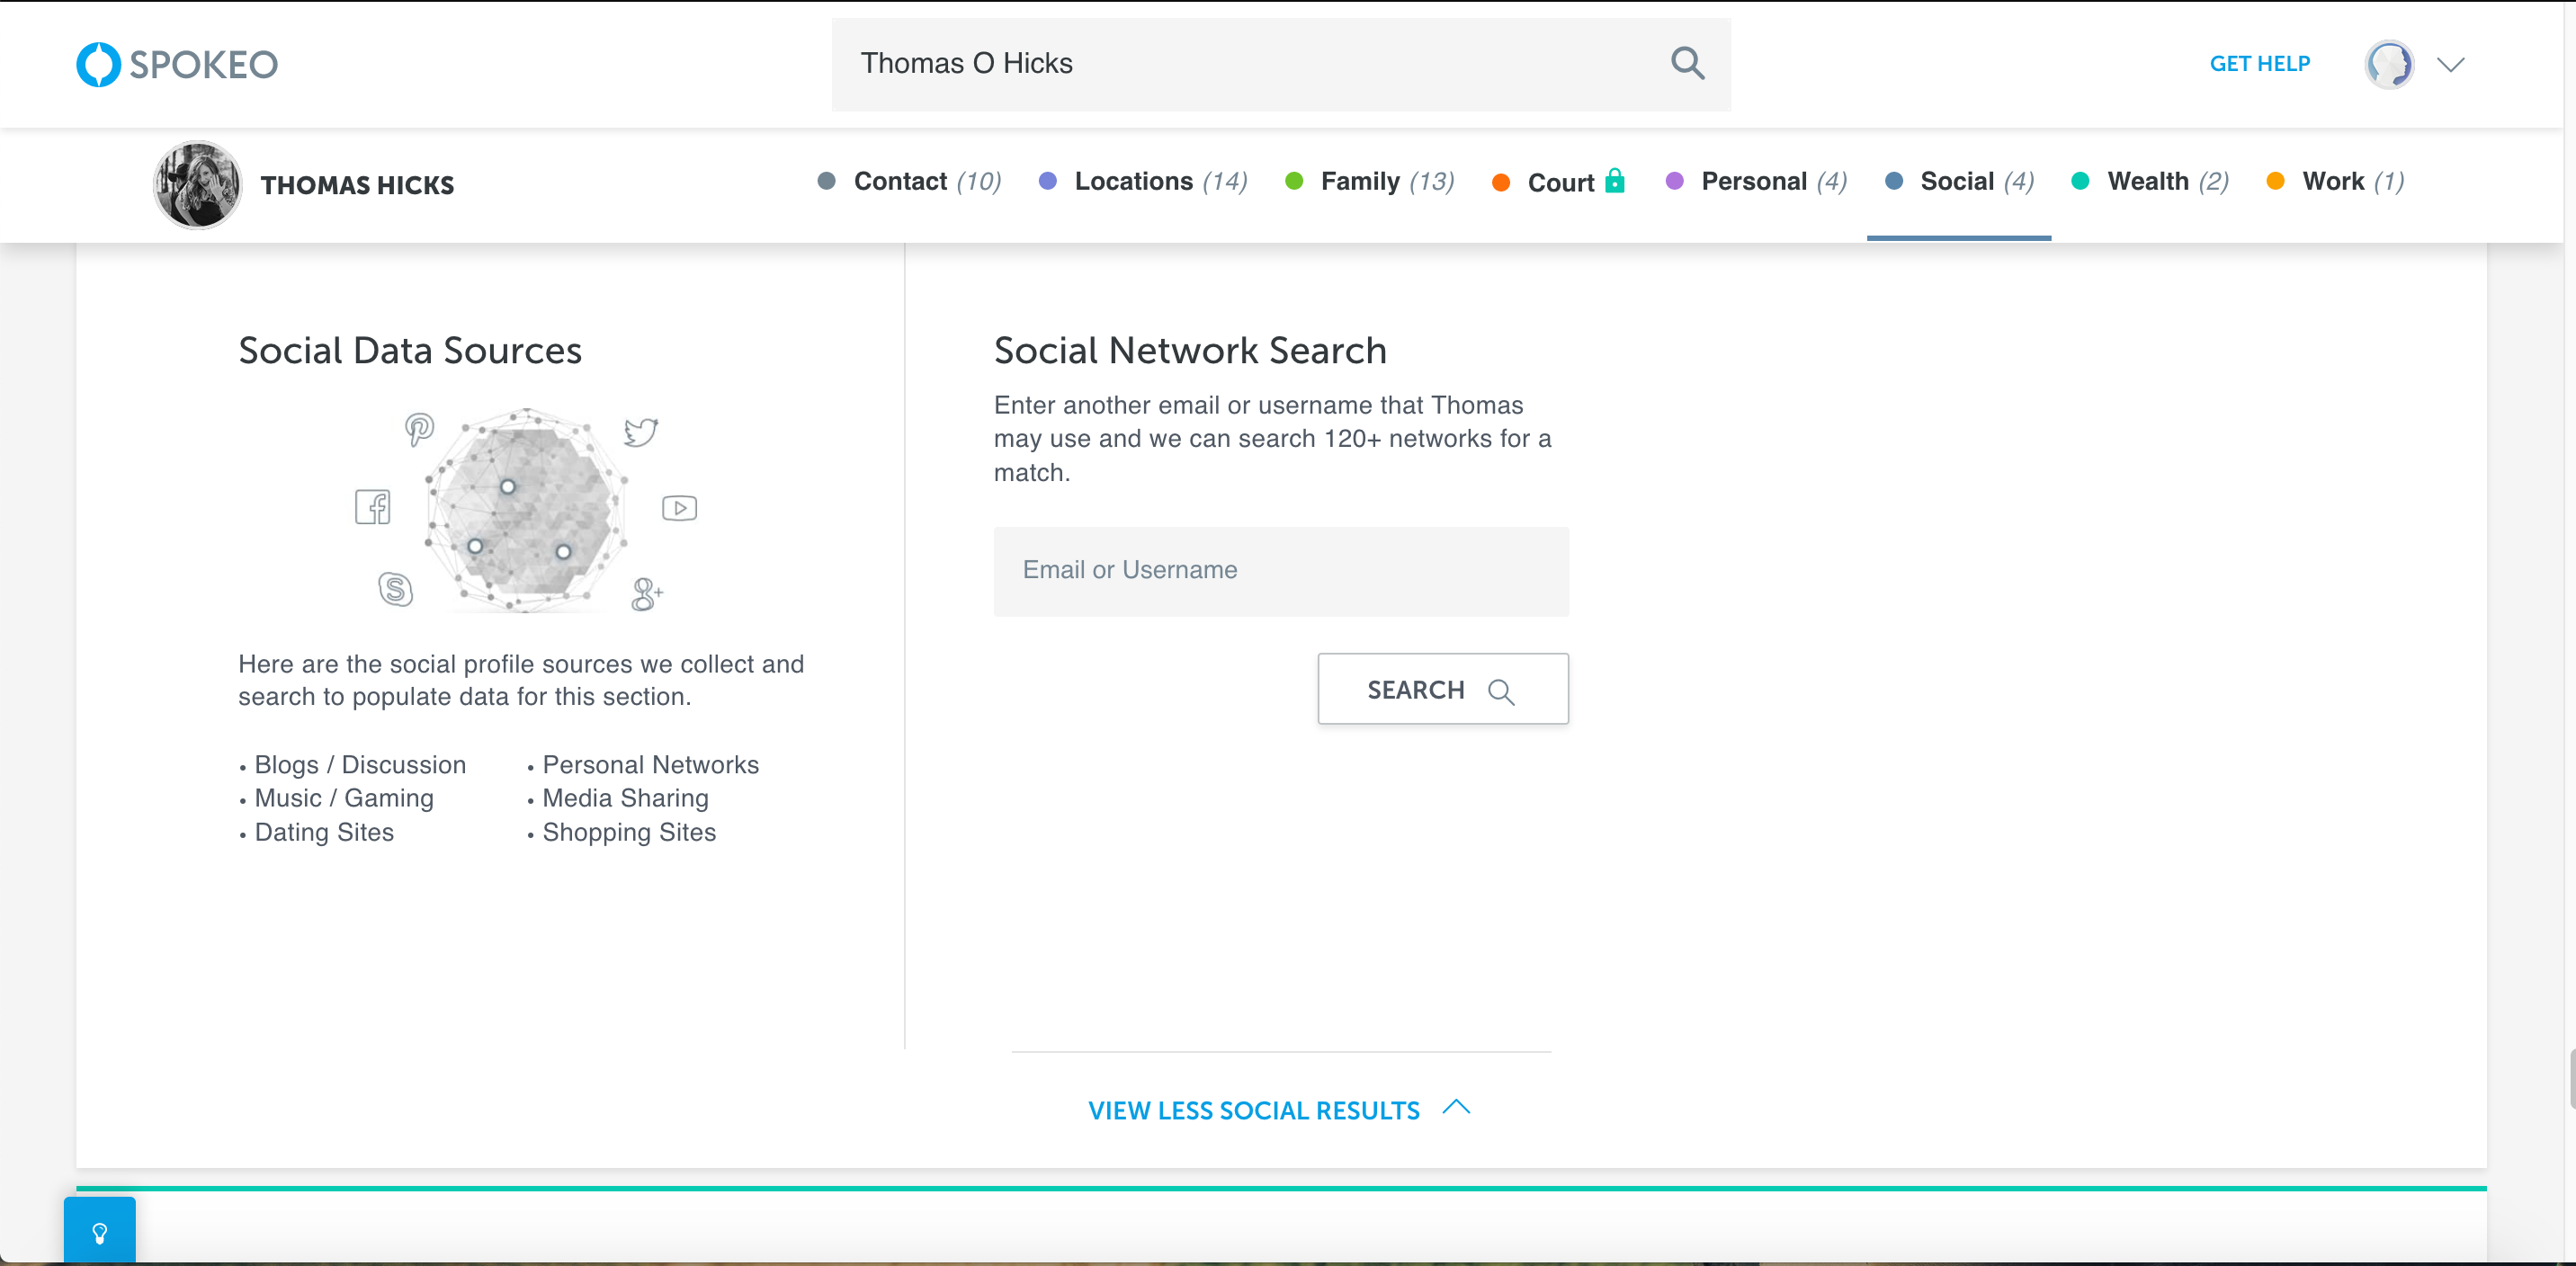 SPOKEO
Thomas O Hicks
GET HELP
THOMAS HICKS
Contact (10)
Locations (14)
Family (13)
Court
Personal (4)
Social (4)
Wealth (2)
Work (1)
Social Data Sources
Here are the social profile sources we collect and
search to populate data for this section.
• Blogs / Discussion
• Music / Gaming
• Dating Sites
• Personal Networks
• Media Sharing
• Shopping Sites
Social Network Search
Enter another email or username that Thomas
may use and we can search 120+ networks for a
match.
Email or Username
SEARCH
VIEW LESS SOCIAL RESULTS